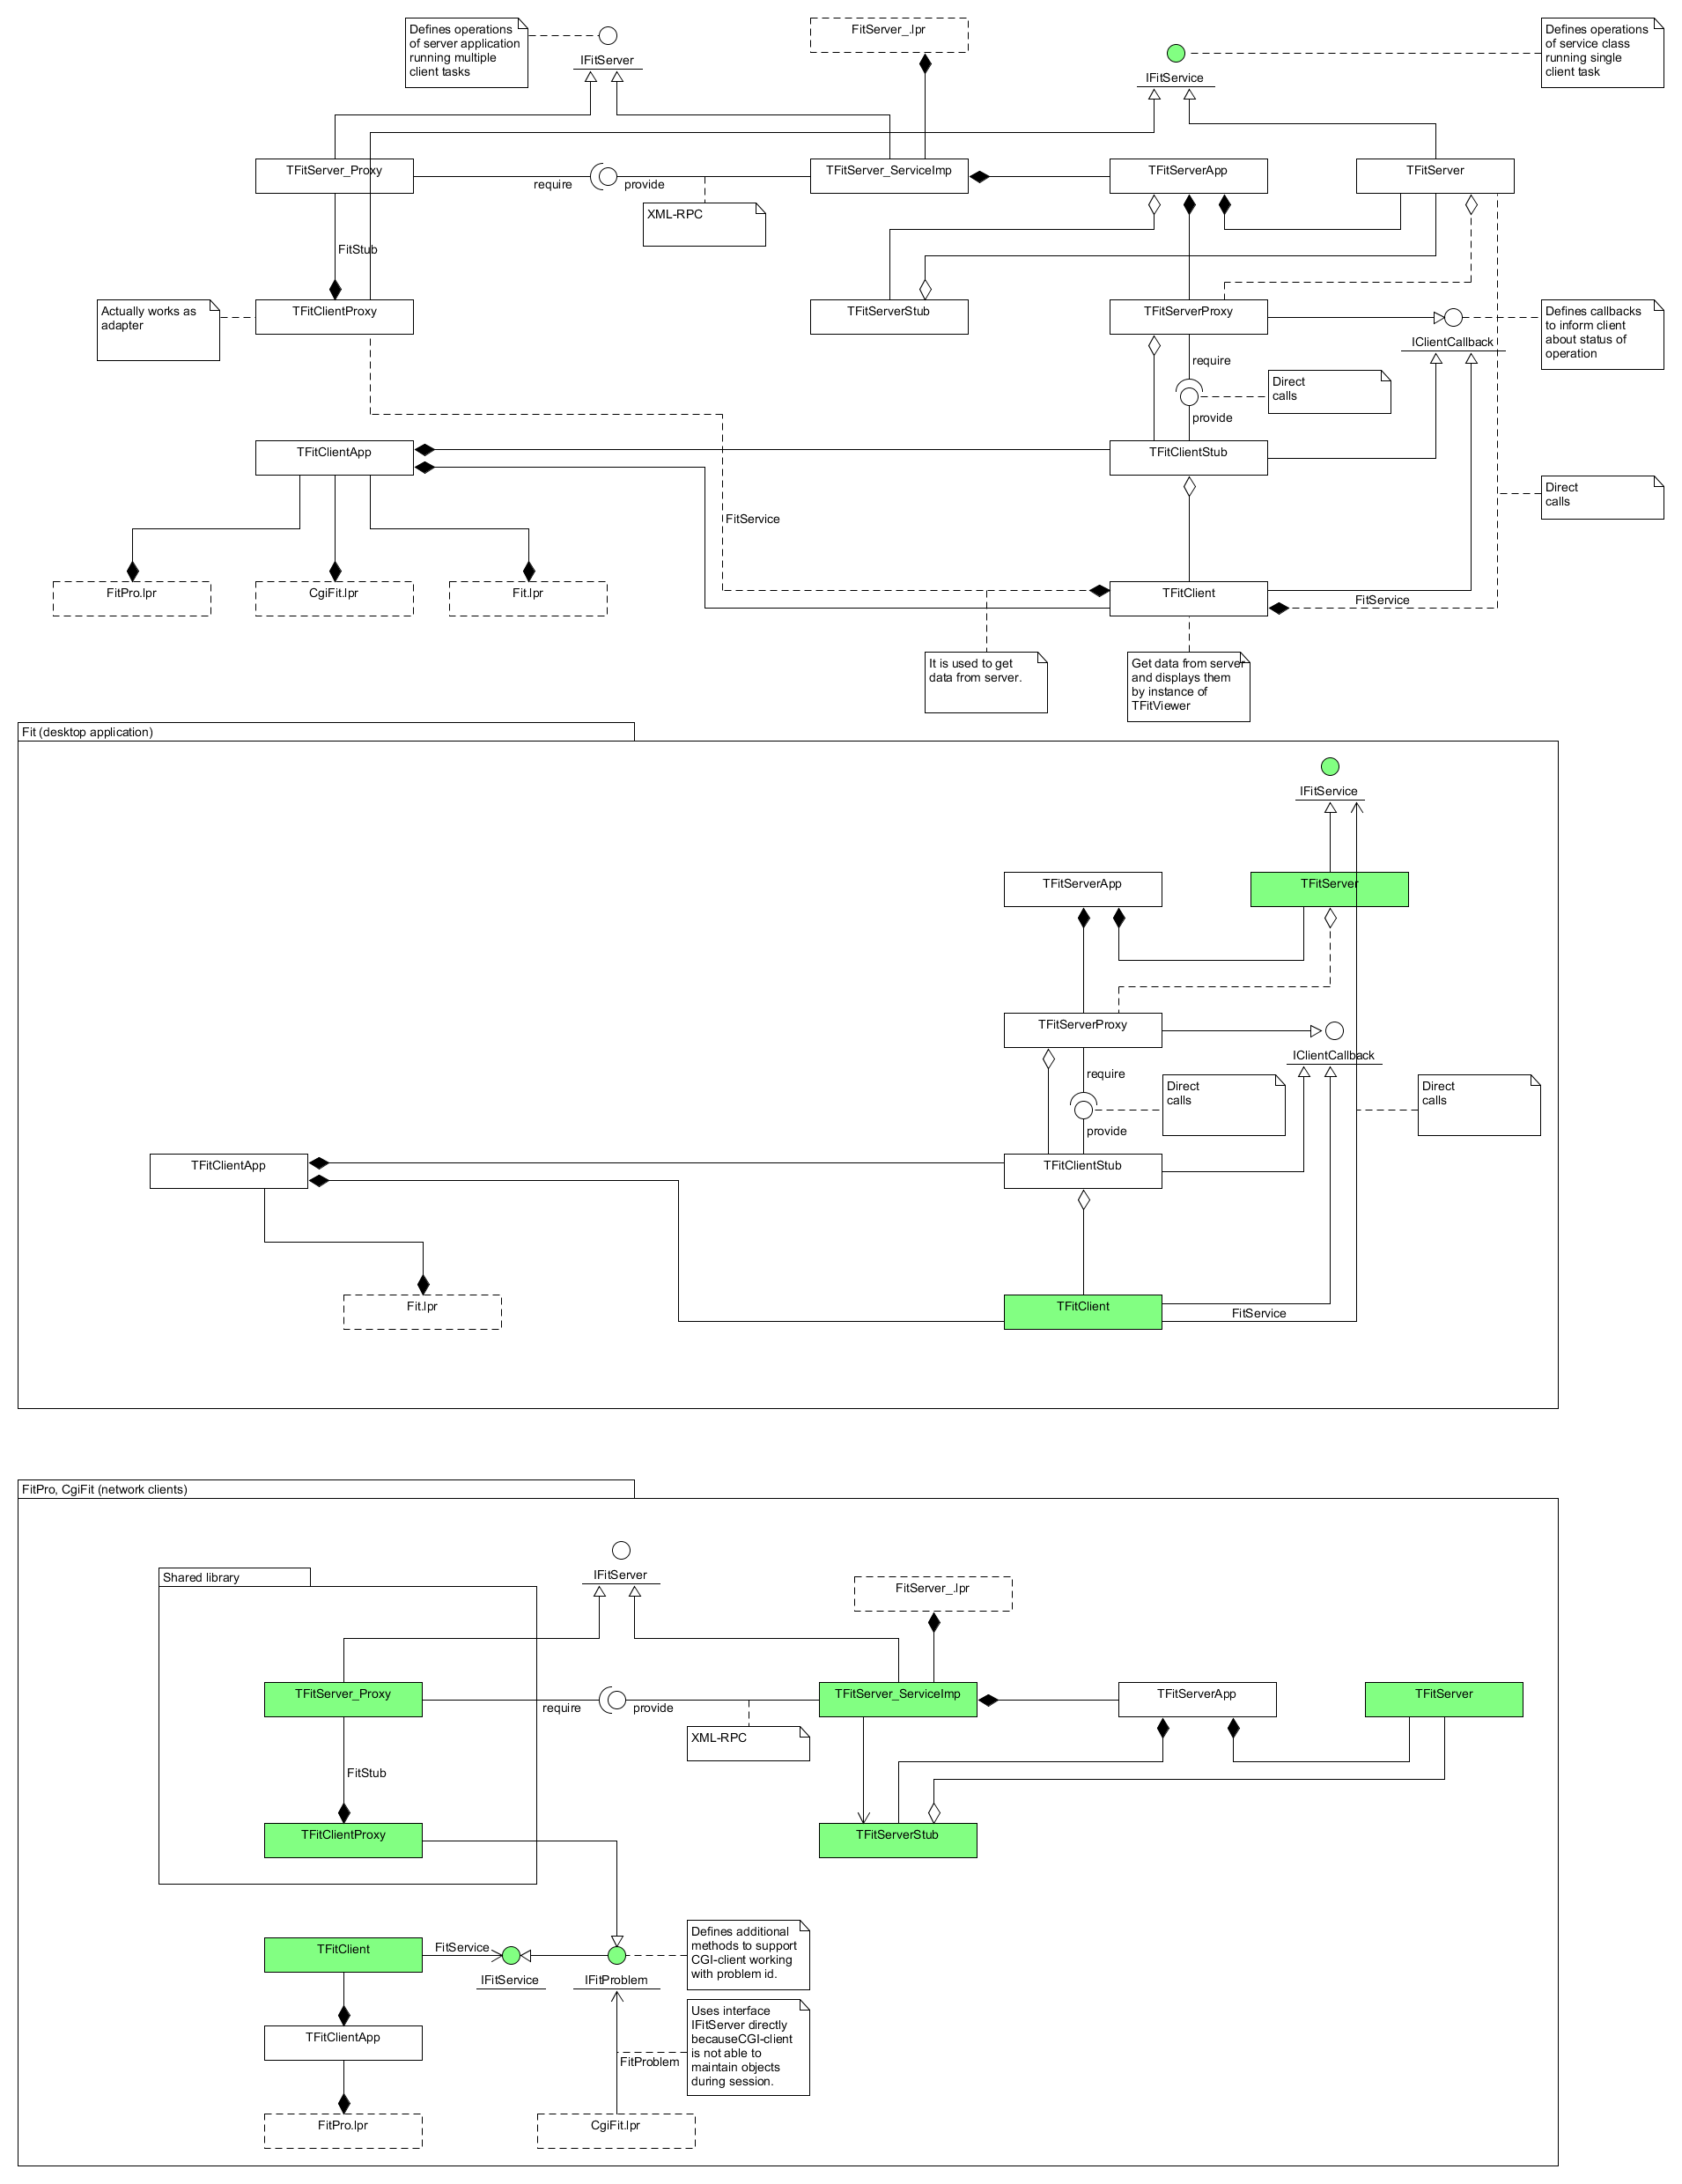 Defines operations
of server application
running multiple
client tasks
IFitServer
FitServer_.lpr
IFitService
Defines operations
of service class
running single
client task
TFitServer_Proxy
require
provide
XML-RPC
TFitServer_ServiceImp
TFitServerApp
TFitServer
FitStub
Actually works as
adapter
TFitClientProxy
TFitServerStub
TFitServerProxy
IClientCallback
Defines callbacks
to inform client
about status of
operation
require
Direct
calls
provide
TFitClientApp
TFitClientStub
Direct
calls
FitService
FitPro.lpr
CgiFit.lpr
Fit.lpr
TFitClient
FitService
It is used to get
data from server.
Get data from server
and displays them
by instance of
TFitViewer
Fit (desktop application)
IFitService
TFitServerApp
TFitServer
TFitServerProxy
IClientCallback
require
Direct
calls
Direct
calls
provide
TFitClientApp
TFitClientStub
Fit.lpr
TFitClient
FitService
FitPro, CgiFit (network clients)
Shared library
IFitServer
FitServer_.lpr
TFitServer_Proxy
require
provide
XML-RPC
TFitServer_ServiceImp
TFitServerApp
TFitServer
FitStub
TFitClientProxy
TFitServerStub
TFitClient
FitService
IFitService
IFitProblem
Defines additional
methods to support
CGI-client working
with problem id.
TFitClientApp
Uses interface
IFitServer directly
becauseCGI-client
is not able to
maintain objects
during session.
FitProblem
FitPro.lpr
CgiFit.lpr